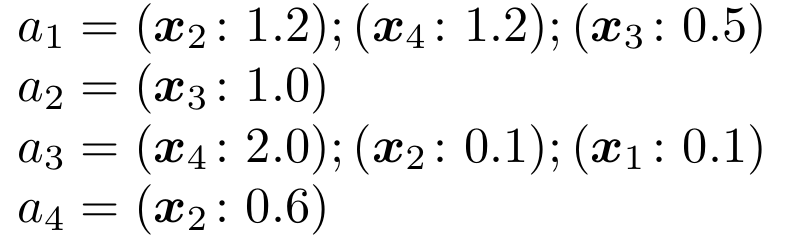 a₁ = (𝒙₂ : 1.2); (𝒙₄ : 1.2); (𝒙₃ : 0.5)
a₂ = (𝒙₃ : 1.0)
a₃ = (𝒙₄ : 2.0); (𝒙₂ : 0.1); (𝒙₁ : 0.1)
a₄ = (𝒙₂ : 0.6)